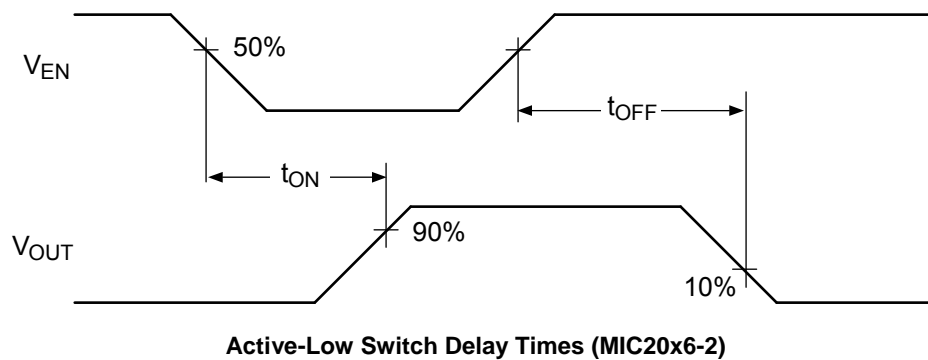 V_EN
50%
t_OFF
t_ON
V_OUT
90%
10%
Active-Low Switch Delay Times (MIC20x6-2)